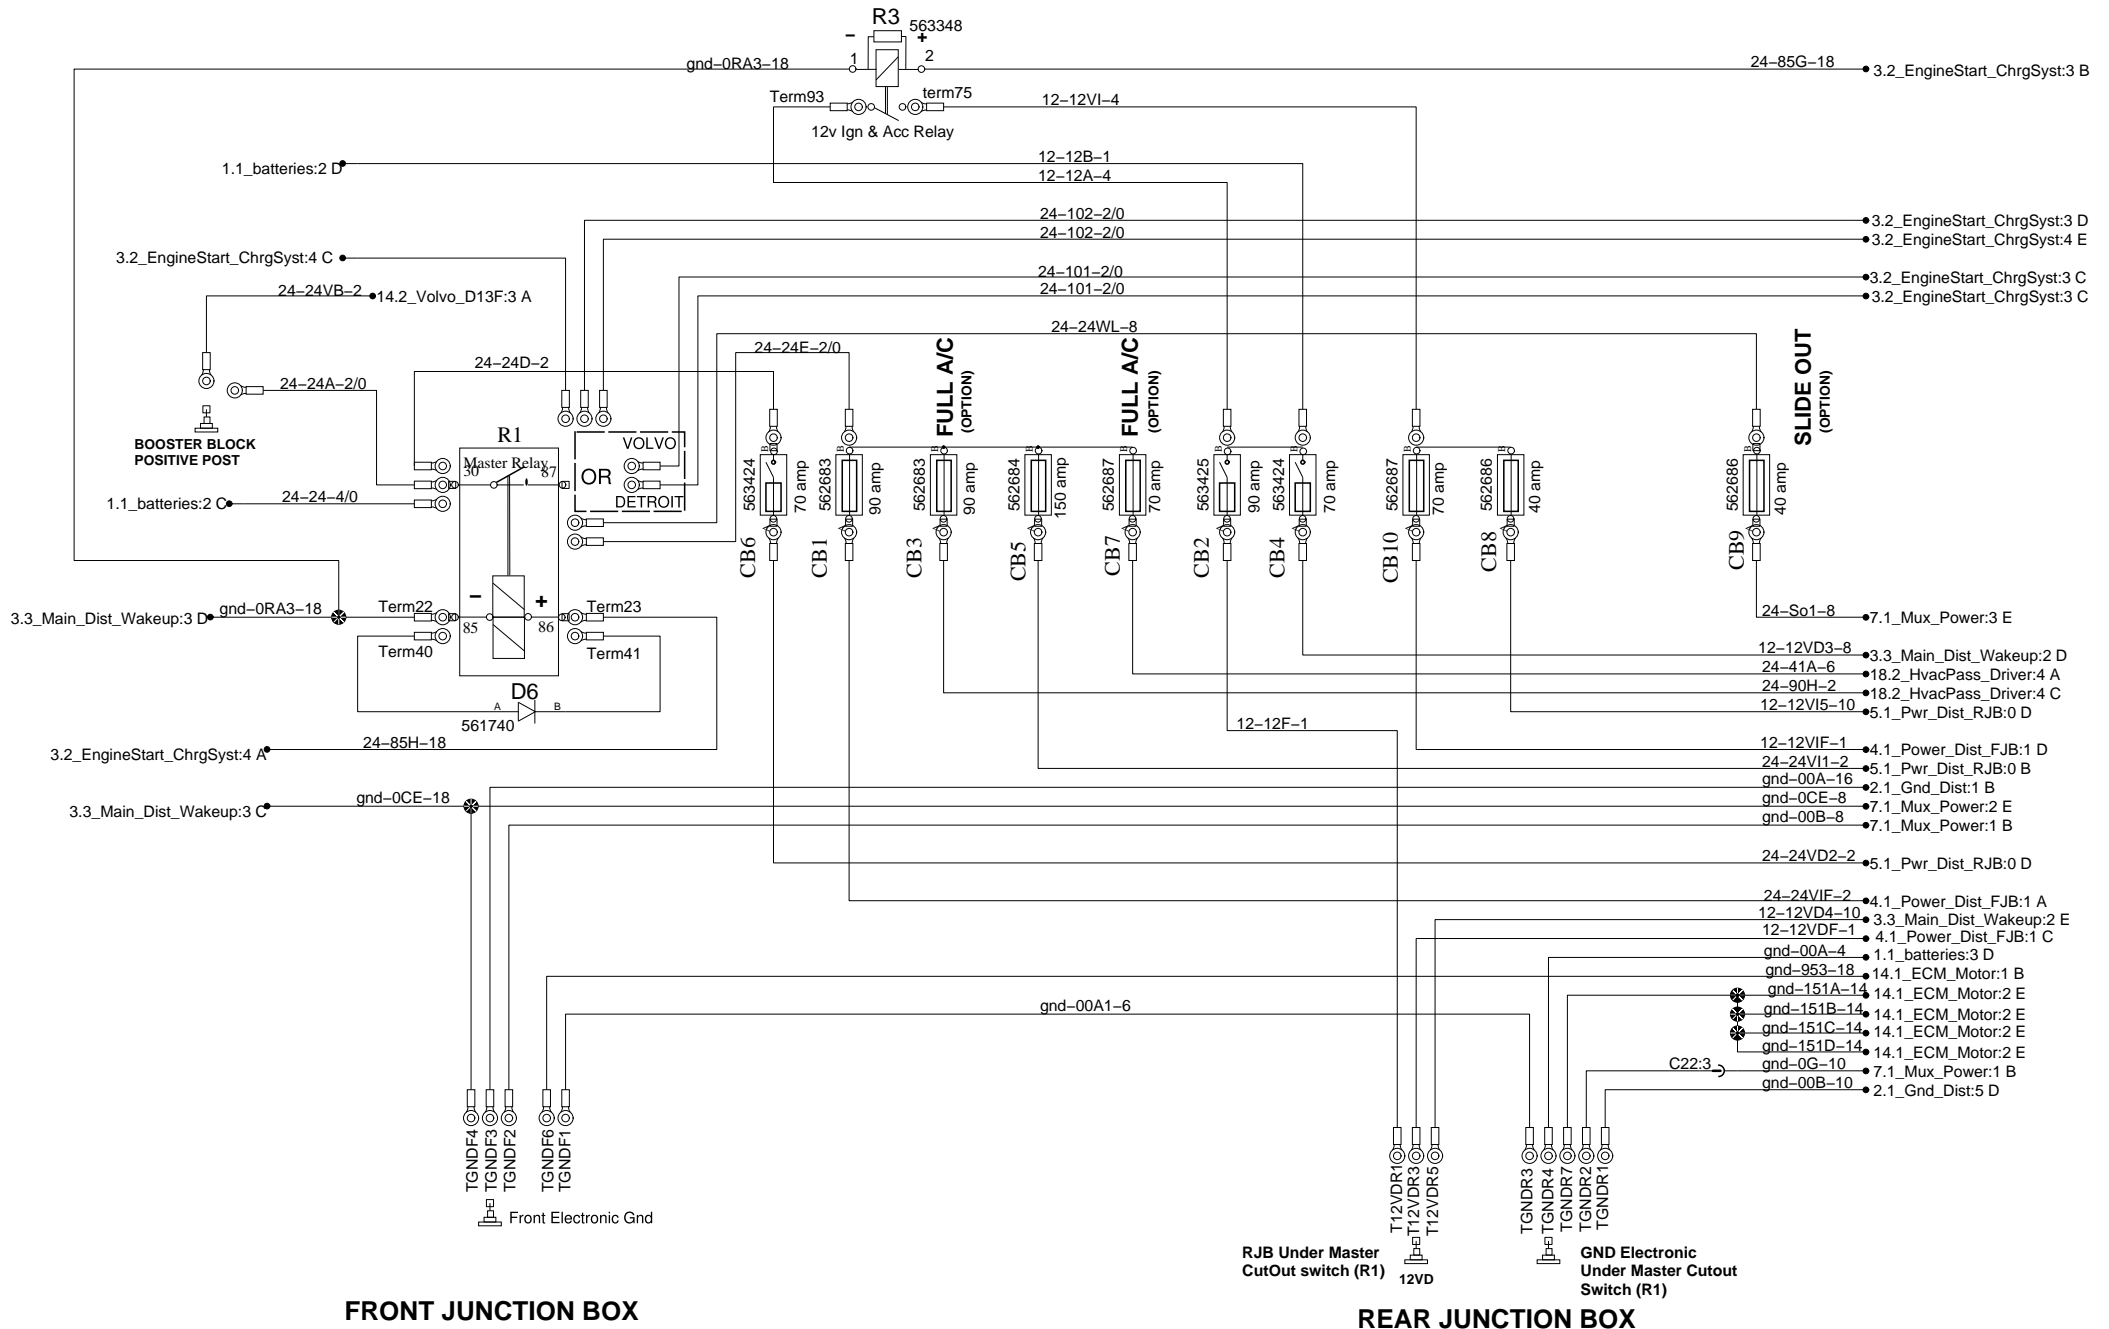 R3
563348
−
+
1
2
gnd−0RA3−18
24−85G−18
3.2_EngineStart_ChrgSyst:3 B
Term93
term75
12−12VI−4
12v Ign & Acc Relay
1.1_batteries:2 D
12−12B−1
12−12A−4
24−102−2/0
3.2_EngineStart_ChrgSyst:3 D
24−102−2/0
3.2_EngineStart_ChrgSyst:4 E
3.2_EngineStart_ChrgSyst:4 C
24−101−2/0
3.2_EngineStart_ChrgSyst:3 C
24−24VB−2
14.2_Volvo_D13F:3 A
24−101−2/0
3.2_EngineStart_ChrgSyst:3 C
24−24WL−8
24−24E−2/0
24−24D−2
24−24A−2/0
FULL A/C
(OPTION)
FULL A/C
(OPTION)
SLIDE OUT
(OPTION)
BOOSTER BLOCK
POSITIVE POST
R1
Master Relay
30
87
VOLVO
OR
DETROIT
1.1_batteries:2 C
24−24−4/0
B
563424
70 amp
A
CB6
B
562683
90 amp
A
CB1
B
562683
90 amp
A
CB3
B
562684
150 amp
A
CB5
B
562687
70 amp
A
CB7
B
563425
90 amp
A
CB2
B
563424
70 amp
A
CB4
B
562687
70 amp
A
CB10
B
562686
40 amp
A
CB8
B
562686
40 amp
A
CB9
3.3_Main_Dist_Wakeup:3 D
gnd−0RA3−18
Term22
−
+
Term23
85
86
Term40
Term41
24−So1−8
7.1_Mux_Power:3 E
12−12VD3−8
3.3_Main_Dist_Wakeup:2 D
24−41A−6
18.2_HvacPass_Driver:4 A
24−90H−2
18.2_HvacPass_Driver:4 C
12−12VI5−10
5.1_Pwr_Dist_RJB:0 D
D6
A
B
561740
12−12F−1
3.2_EngineStart_ChrgSyst:4 A
24−85H−18
12−12VIF−1
4.1_Power_Dist_FJB:1 D
24−24VI1−2
5.1_Pwr_Dist_RJB:0 B
gnd−00A−16
2.1_Gnd_Dist:1 B
3.3_Main_Dist_Wakeup:3 C
gnd−0CE−18
gnd−0CE−8
7.1_Mux_Power:2 E
gnd−00B−8
7.1_Mux_Power:1 B
24−24VD2−2
5.1_Pwr_Dist_RJB:0 D
24−24VIF−2
4.1_Power_Dist_FJB:1 A
12−12VD4−10
3.3_Main_Dist_Wakeup:2 E
12−12VDF−1
4.1_Power_Dist_FJB:1 C
gnd−00A−4
1.1_batteries:3 D
gnd−953−18
14.1_ECM_Motor:1 B
gnd−00A1−6
gnd−151A−14
14.1_ECM_Motor:2 E
gnd−151B−14
14.1_ECM_Motor:2 E
gnd−151C−14
14.1_ECM_Motor:2 E
gnd−151D−14
14.1_ECM_Motor:2 E
C22:3
gnd−0G−10
7.1_Mux_Power:1 B
gnd−00B−10
2.1_Gnd_Dist:5 D
TGNDF4
TGNDF3
TGNDF2
TGNDF6
TGNDF1
T12VDR1
T12VDR3
T12VDR5
TGNDR3
TGNDR4
TGNDR7
TGNDR2
TGNDR1
Front Electronic Gnd
RJB Under Master
CutOut switch (R1)
12VD
GND Electronic
Under Master Cutout
Switch (R1)
FRONT JUNCTION BOX
REAR JUNCTION BOX